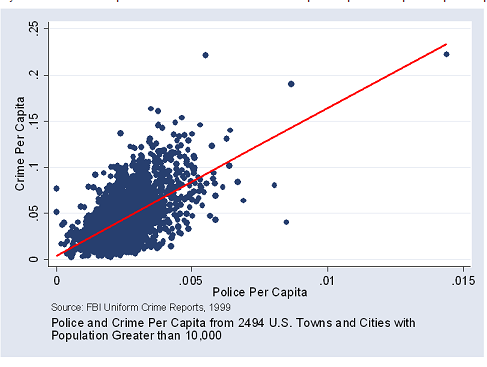 .25
.2
.15
.1
.05
0
Crime Per Capita
0
.005
.01
.015
Police Per Capita
Source: FBI Uniform Crime Reports, 1999
Police and Crime Per Capita from 2494 U.S. Towns and Cities with
Population Greater than 10,000